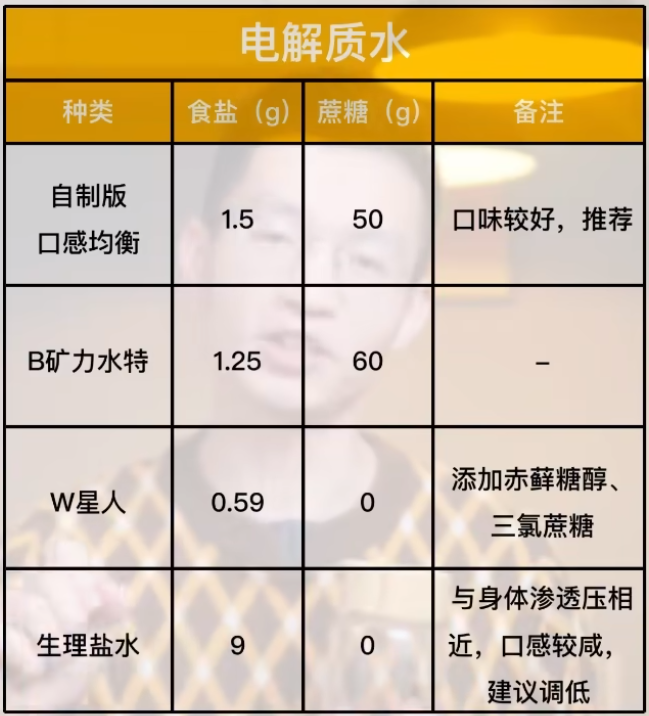 电解质水
种类 食盐（g） 蔗糖（g） 备注
自制版
口感均衡 1.5 50 口味较好，推荐
B矿力水特 1.25 60 –
W星人 0.59 0 添加赤藓糖醇、
三氯蔗糖
生理盐水 9 0 与身体渗透压相
近，口感较咸，
建议调低